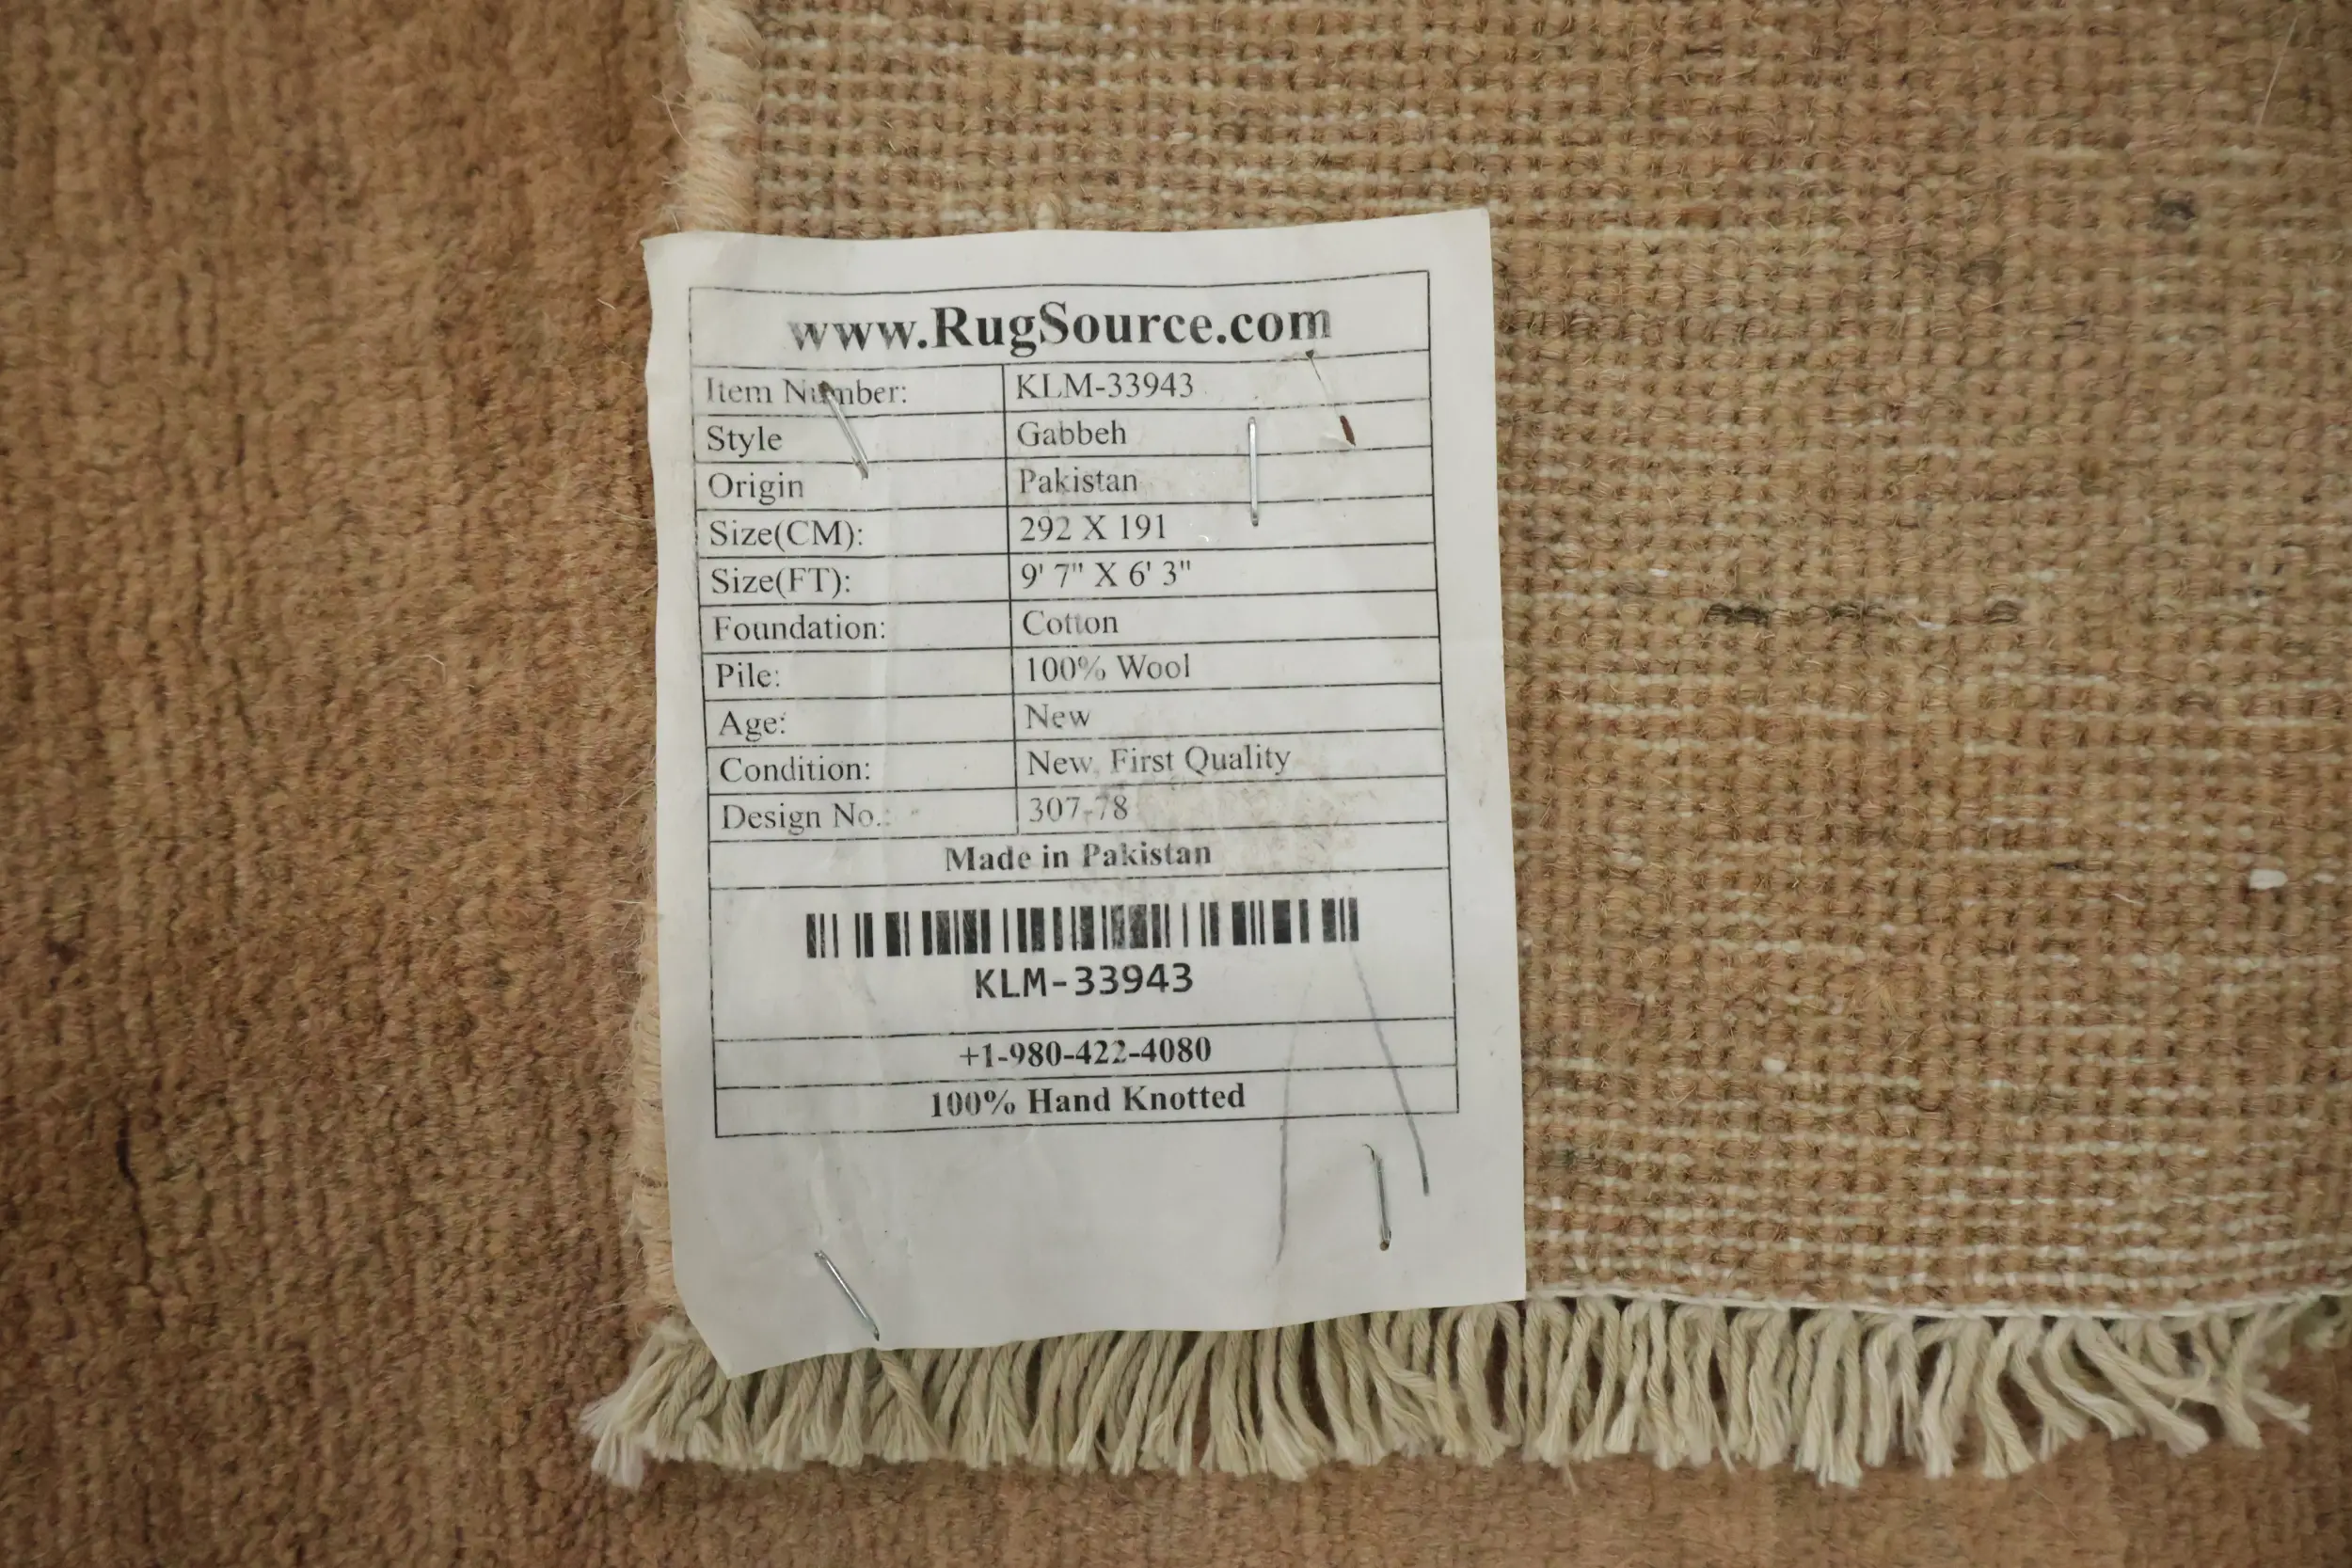 www.RugSource.com
Item Number: KLM-33943
Style Gabbeh
Origin Pakistan
Size(CM): 292 X 191
Size(FT): 9' 7" X 6' 3"
Foundation: Cotton
Pile: 100% Wool
Age: New
Condition: New, First Quality
Design No.: 307-78
Made in Pakistan
KLM-33943
+1-980-422-4080
100% Hand Knotted